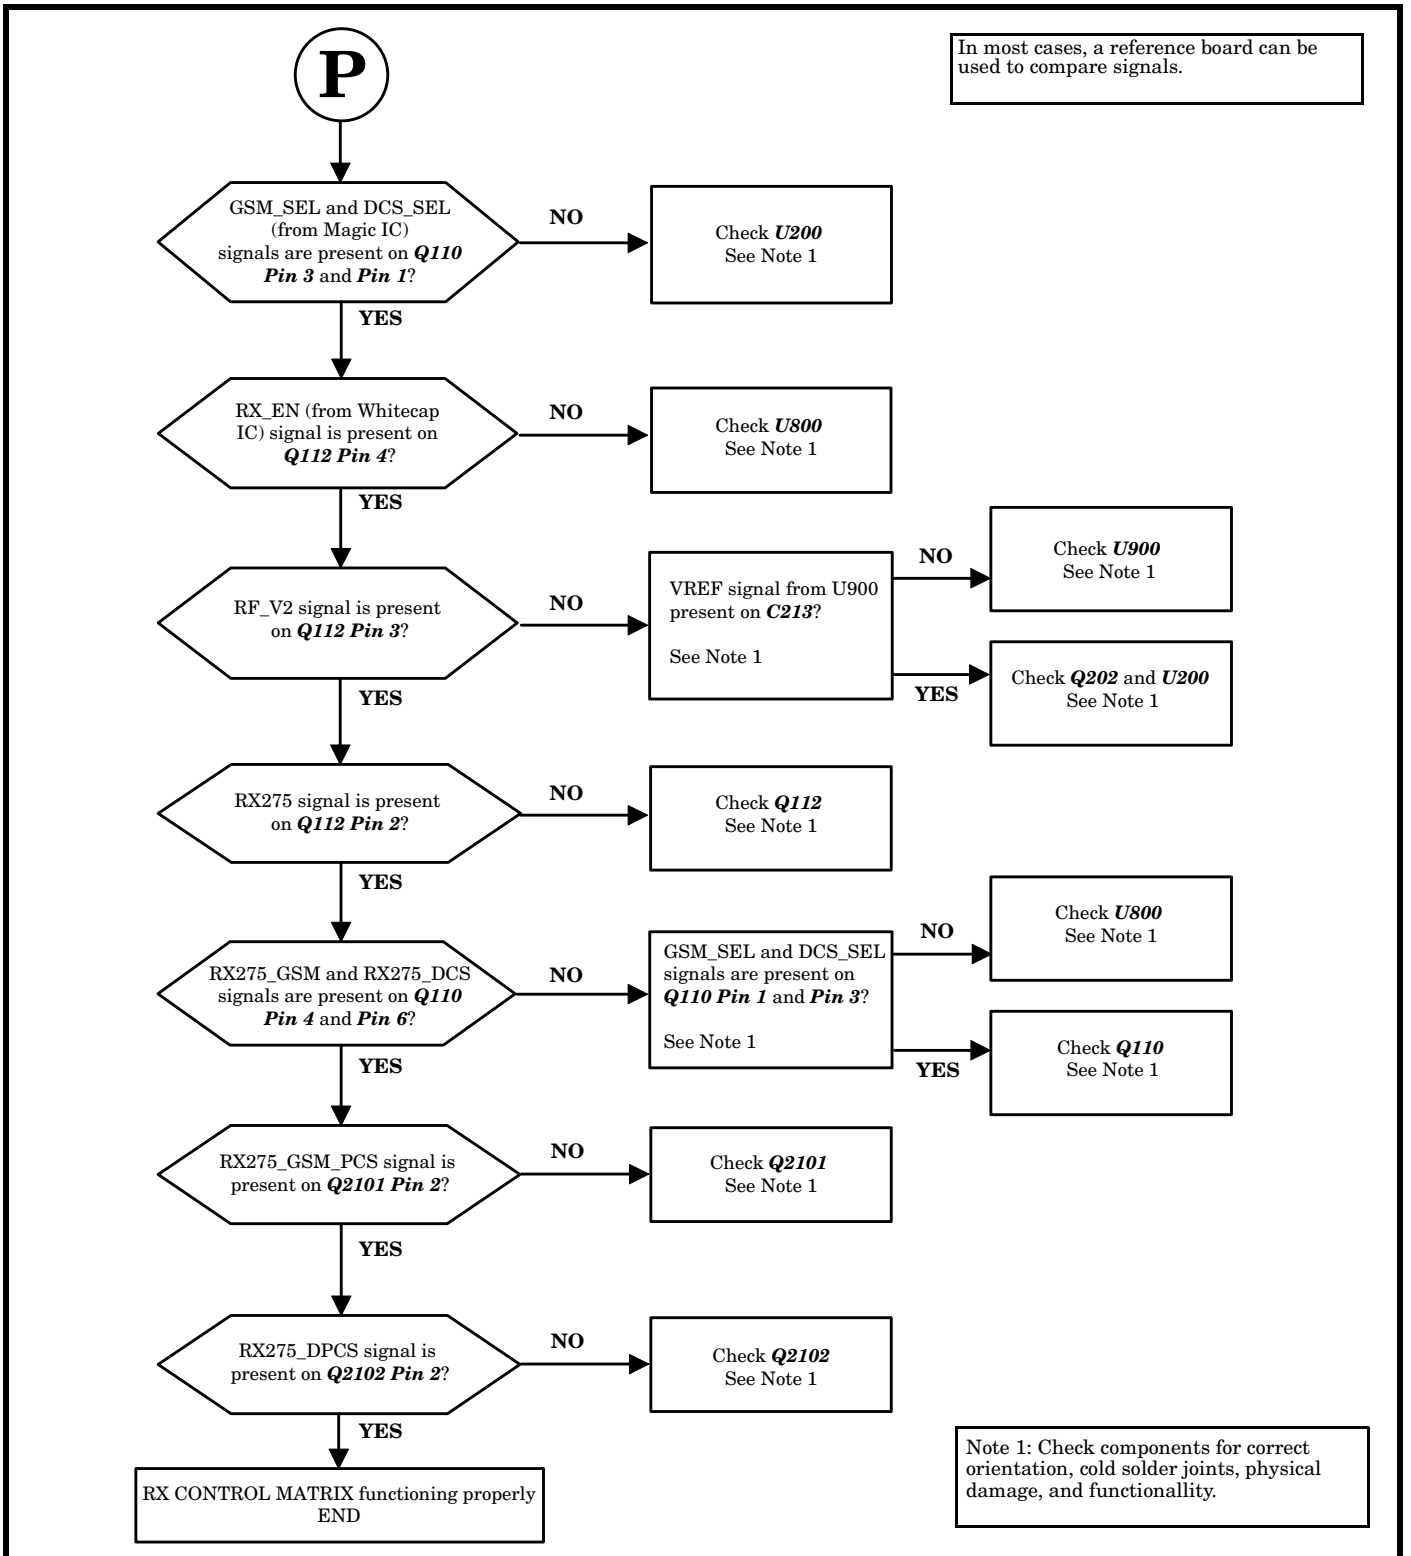 P
In most cases, a reference board can be
used to compare signals.
GSM_SEL and DCS_SEL
(from Magic IC)
signals are present on Q110
Pin 3 and Pin 1?
NO
Check U200
See Note 1
YES
RX_EN (from Whitecap
IC) signal is present on
Q112 Pin 4?
NO
Check U800
See Note 1
YES
RF_V2 signal is present
on Q112 Pin 3?
NO
VREF signal from U900
present on C213?
See Note 1
NO
Check U900
See Note 1
YES
Check Q202 and U200
See Note 1
YES
RX275 signal is present
on Q112 Pin 2?
NO
Check Q112
See Note 1
YES
RX275_GSM and RX275_DCS
signals are present on Q110
Pin 4 and Pin 6?
NO
GSM_SEL and DCS_SEL
signals are present on
Q110 Pin 1 and Pin 3?
See Note 1
NO
Check U800
See Note 1
YES
Check Q110
See Note 1
YES
RX275_GSM_PCS signal is
present on Q2101 Pin 2?
NO
Check Q2101
See Note 1
YES
RX275_DPCS signal is
present on Q2102 Pin 2?
NO
Check Q2102
See Note 1
YES
RX CONTROL MATRIX functioning properly
END
Note 1: Check components for correct
orientation, cold solder joints, physical
damage, and functionallity.